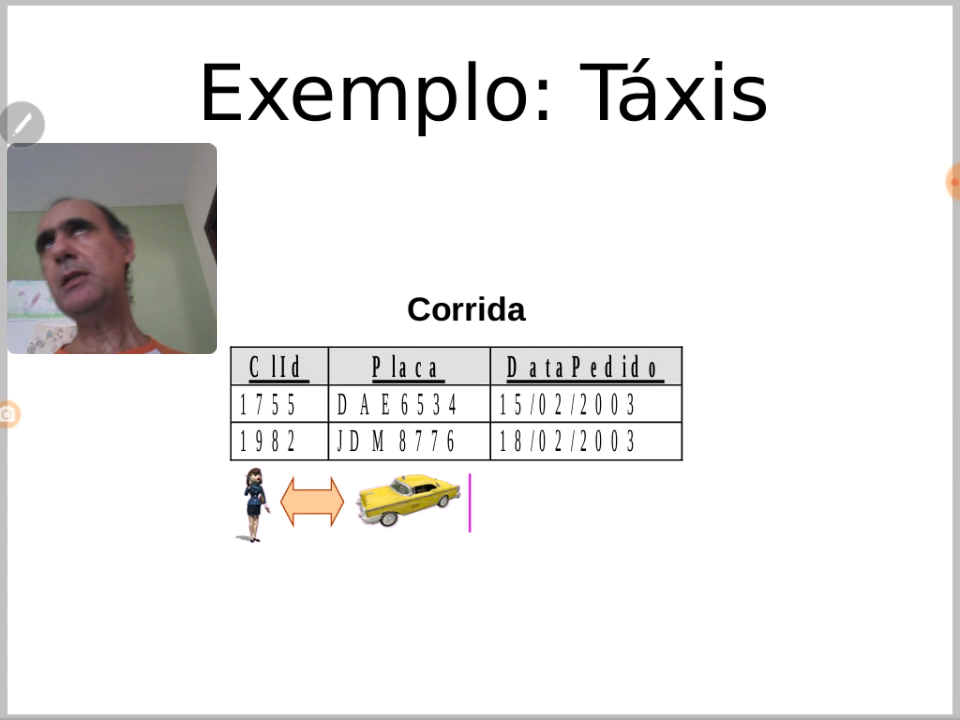 Exemplo: Táxis
Corrida
ClId Placa DataPedido
1755 DAE6534 15/02/2003
1982 JDM8776 18/02/2003